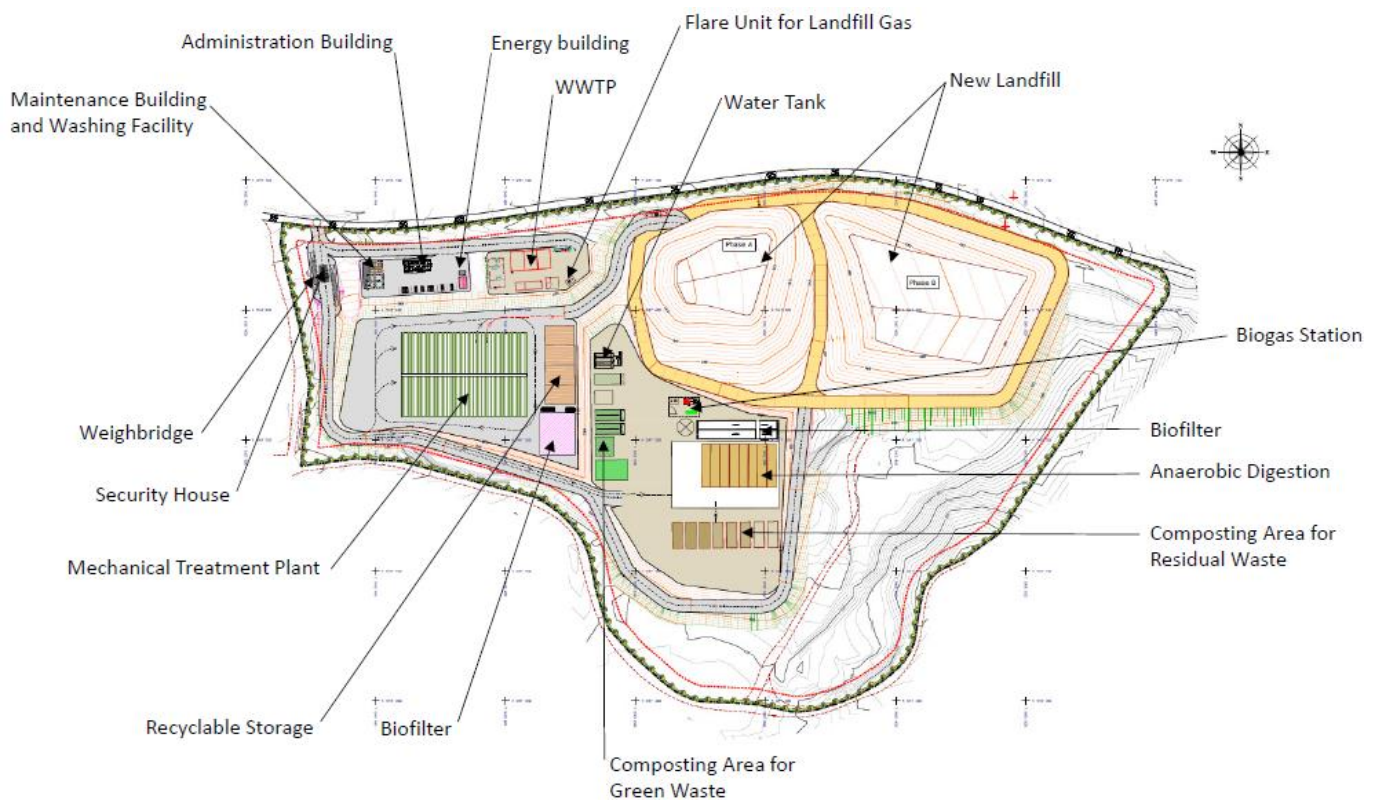 Flare Unit for Landfill Gas
Administration Building
Energy building
WWTP
New Landfill
Maintenance Building
and Washing Facility
Water Tank
N
W
E
S
Phase A
Phase B
Biogas Station
Weighbridge
Biofilter
Anaerobic Digestion
Security House
Composting Area for
Residual Waste
Mechanical Treatment Plant
Recyclable Storage
Biofilter
Composting Area for
Green Waste